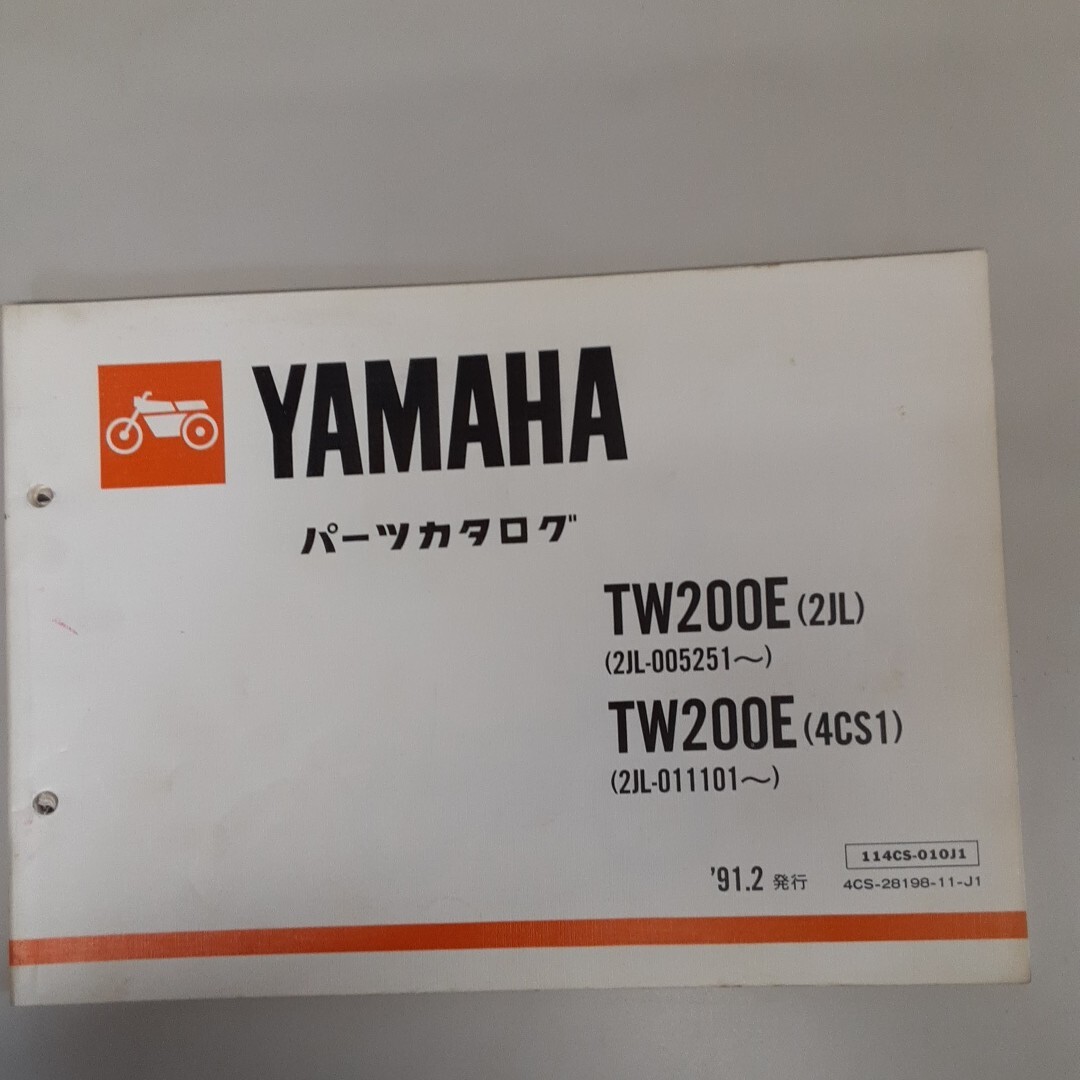 YAMAHA
パーツカタログ
TW200E (2JL)
(2JL-005251〜)
TW200E (4CS1)
(2JL-011101〜)
114CS-010J1
'91.2 発行
4CS-28198-11-J1